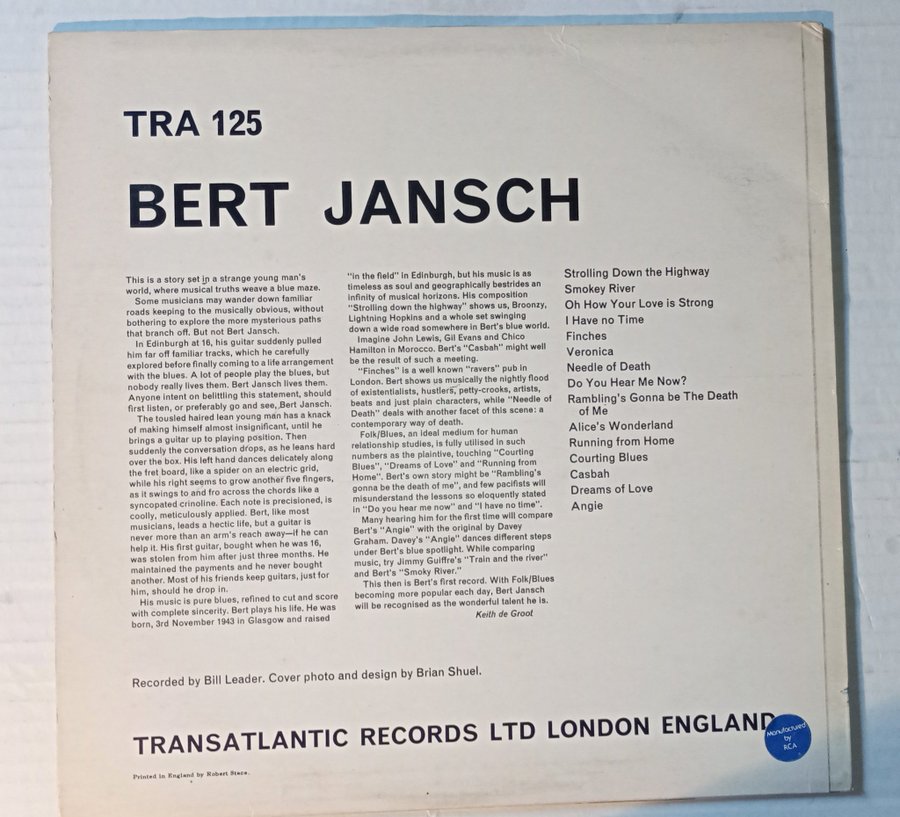 TRA 125
BERT JANSCH
This is a story set in a strange young man's
world, where musical truths weave a blue maze.
Some musicians may wander down familiar
roads keeping to the musically obvious, without
bothering to explore the more mysterious paths
that branch off. But not Bert Jansch.
In Edinburgh at 16, his guitar suddenly pulled
him far off familiar tracks, which he carefully
explored before finally coming to a life arrangement
with the blues. A lot of people play the blues, but
nobody really lives them. Bert Jansch lives them.
Anyone intent on belittling this statement, should
first listen, or preferably go and see, Bert Jansch.
The tousled haired lean young man has a knack
of making himself almost insignificant, until he
brings a guitar up to playing position. Then
suddenly the conversation drops, as he leans hard
over the box. His left hand dances delicately along
the fret board, like a spider on an electric grid,
while his right seems to grow another five fingers,
as it swings to and fro across the chords like a
syncopated crinoline. Each note is precisioned, is
coolly, meticulously applied. Bert, like most
musicians, leads a hectic life, but a guitar is
never more than an arm's reach away—if he can
help it. His first guitar, bought when he was 16,
was stolen from him after just three months. He
maintained the payments and he never bought
another. Most of his friends keep guitars, just for
him, should he drop in.
His music is pure blues, refined to cut and score
with complete sincerity. Bert plays his life. He was
born, 3rd November 1943 in Glasgow and raised
"in the field" in Edinburgh, but his music is as
timeless as soul and geographically bestrides an
infinity of musical horizons. His composition
"Strolling down the highway" shows us, Broonzy,
Lightning Hopkins and a whole set swinging
down a wide road somewhere in Bert's blue world.
Imagine John Lewis, Gil Evans and Chico
Hamilton in Morocco. Bert's "Casbah" might well
be the result of such a meeting.
"Finches" is a well known "ravers" pub in
London. Bert shows us musically the nightly flood
of existentialists, hustlers, petty-crooks, artists,
beats and just plain characters, while "Needle of
Death" deals with another facet of this scene: a
contemporary way of death.
Folk/Blues, an ideal medium for human
relationship studies, is fully utilised in such
numbers as the plaintive, touching "Courting
Blues", "Dreams of Love" and "Running from
Home". Bert's own story might be "Rambling's
gonna be the death of me", and few pacifists will
misunderstand the lessons so eloquently stated
in "Do you hear me now" and "I have no time".
Many hearing him for the first time will compare
Bert's "Angie" with the original by Davey
Graham. Davey's "Angie" dances different steps
under Bert's blue spotlight. While comparing
music, try Jimmy Guiffre's "Train and the river"
and Bert's "Smoky River."
This then is Bert's first record. With Folk/Blues
becoming more popular each day, Bert Jansch
will be recognised as the wonderful talent he is.
Keith de Groot
Strolling Down the Highway
Smokey River
Oh How Your Love is Strong
I Have no Time
Finches
Veronica
Needle of Death
Do You Hear Me Now?
Rambling's Gonna be The Death
of Me
Alice's Wonderland
Running from Home
Courting Blues
Casbah
Dreams of Love
Angie
Recorded by Bill Leader. Cover photo and design by Brian Shuel.
TRANSATLANTIC RECORDS LTD LONDON ENGLAND
Manufactured
by
RCA
Printed in England by Robert Stace.